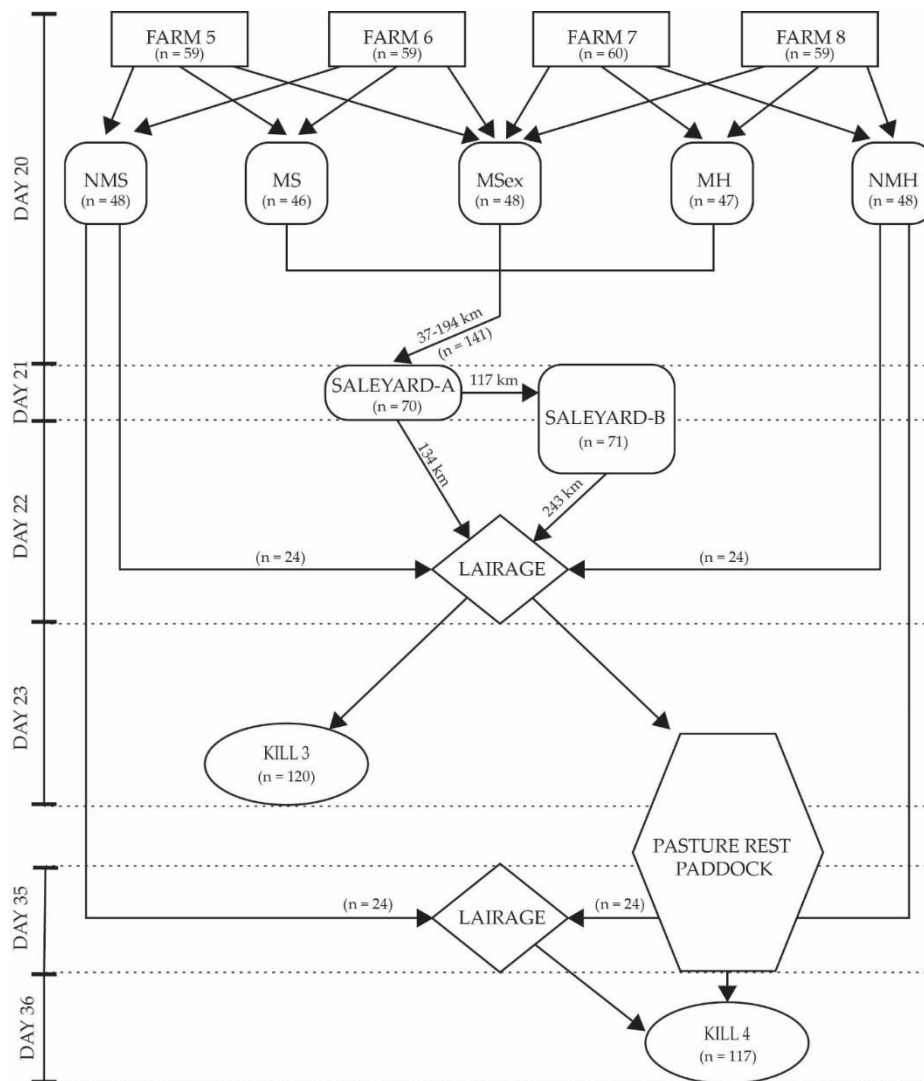 FARM 5
(n = 59)
FARM 6
(n = 59)
FARM 7
(n = 60)
FARM 8
(n = 59)
DAY 20
NMS
(n = 48)
MS
(n = 46)
MSex
(n = 48)
MH
(n = 47)
NMH
(n = 48)
37-194 km
(n = 141)
DAY 21
SALEYARD-A
(n = 70)
117 km
SALEYARD-B
(n = 71)
DAY 22
134 km
243 km
(n = 24)
LAIRAGE
(n = 24)
DAY 23
KILL 3
(n = 120)
PASTURE REST
PADDOCK
DAY 35
(n = 24)
LAIRAGE
(n = 24)
DAY 36
KILL 4
(n = 117)